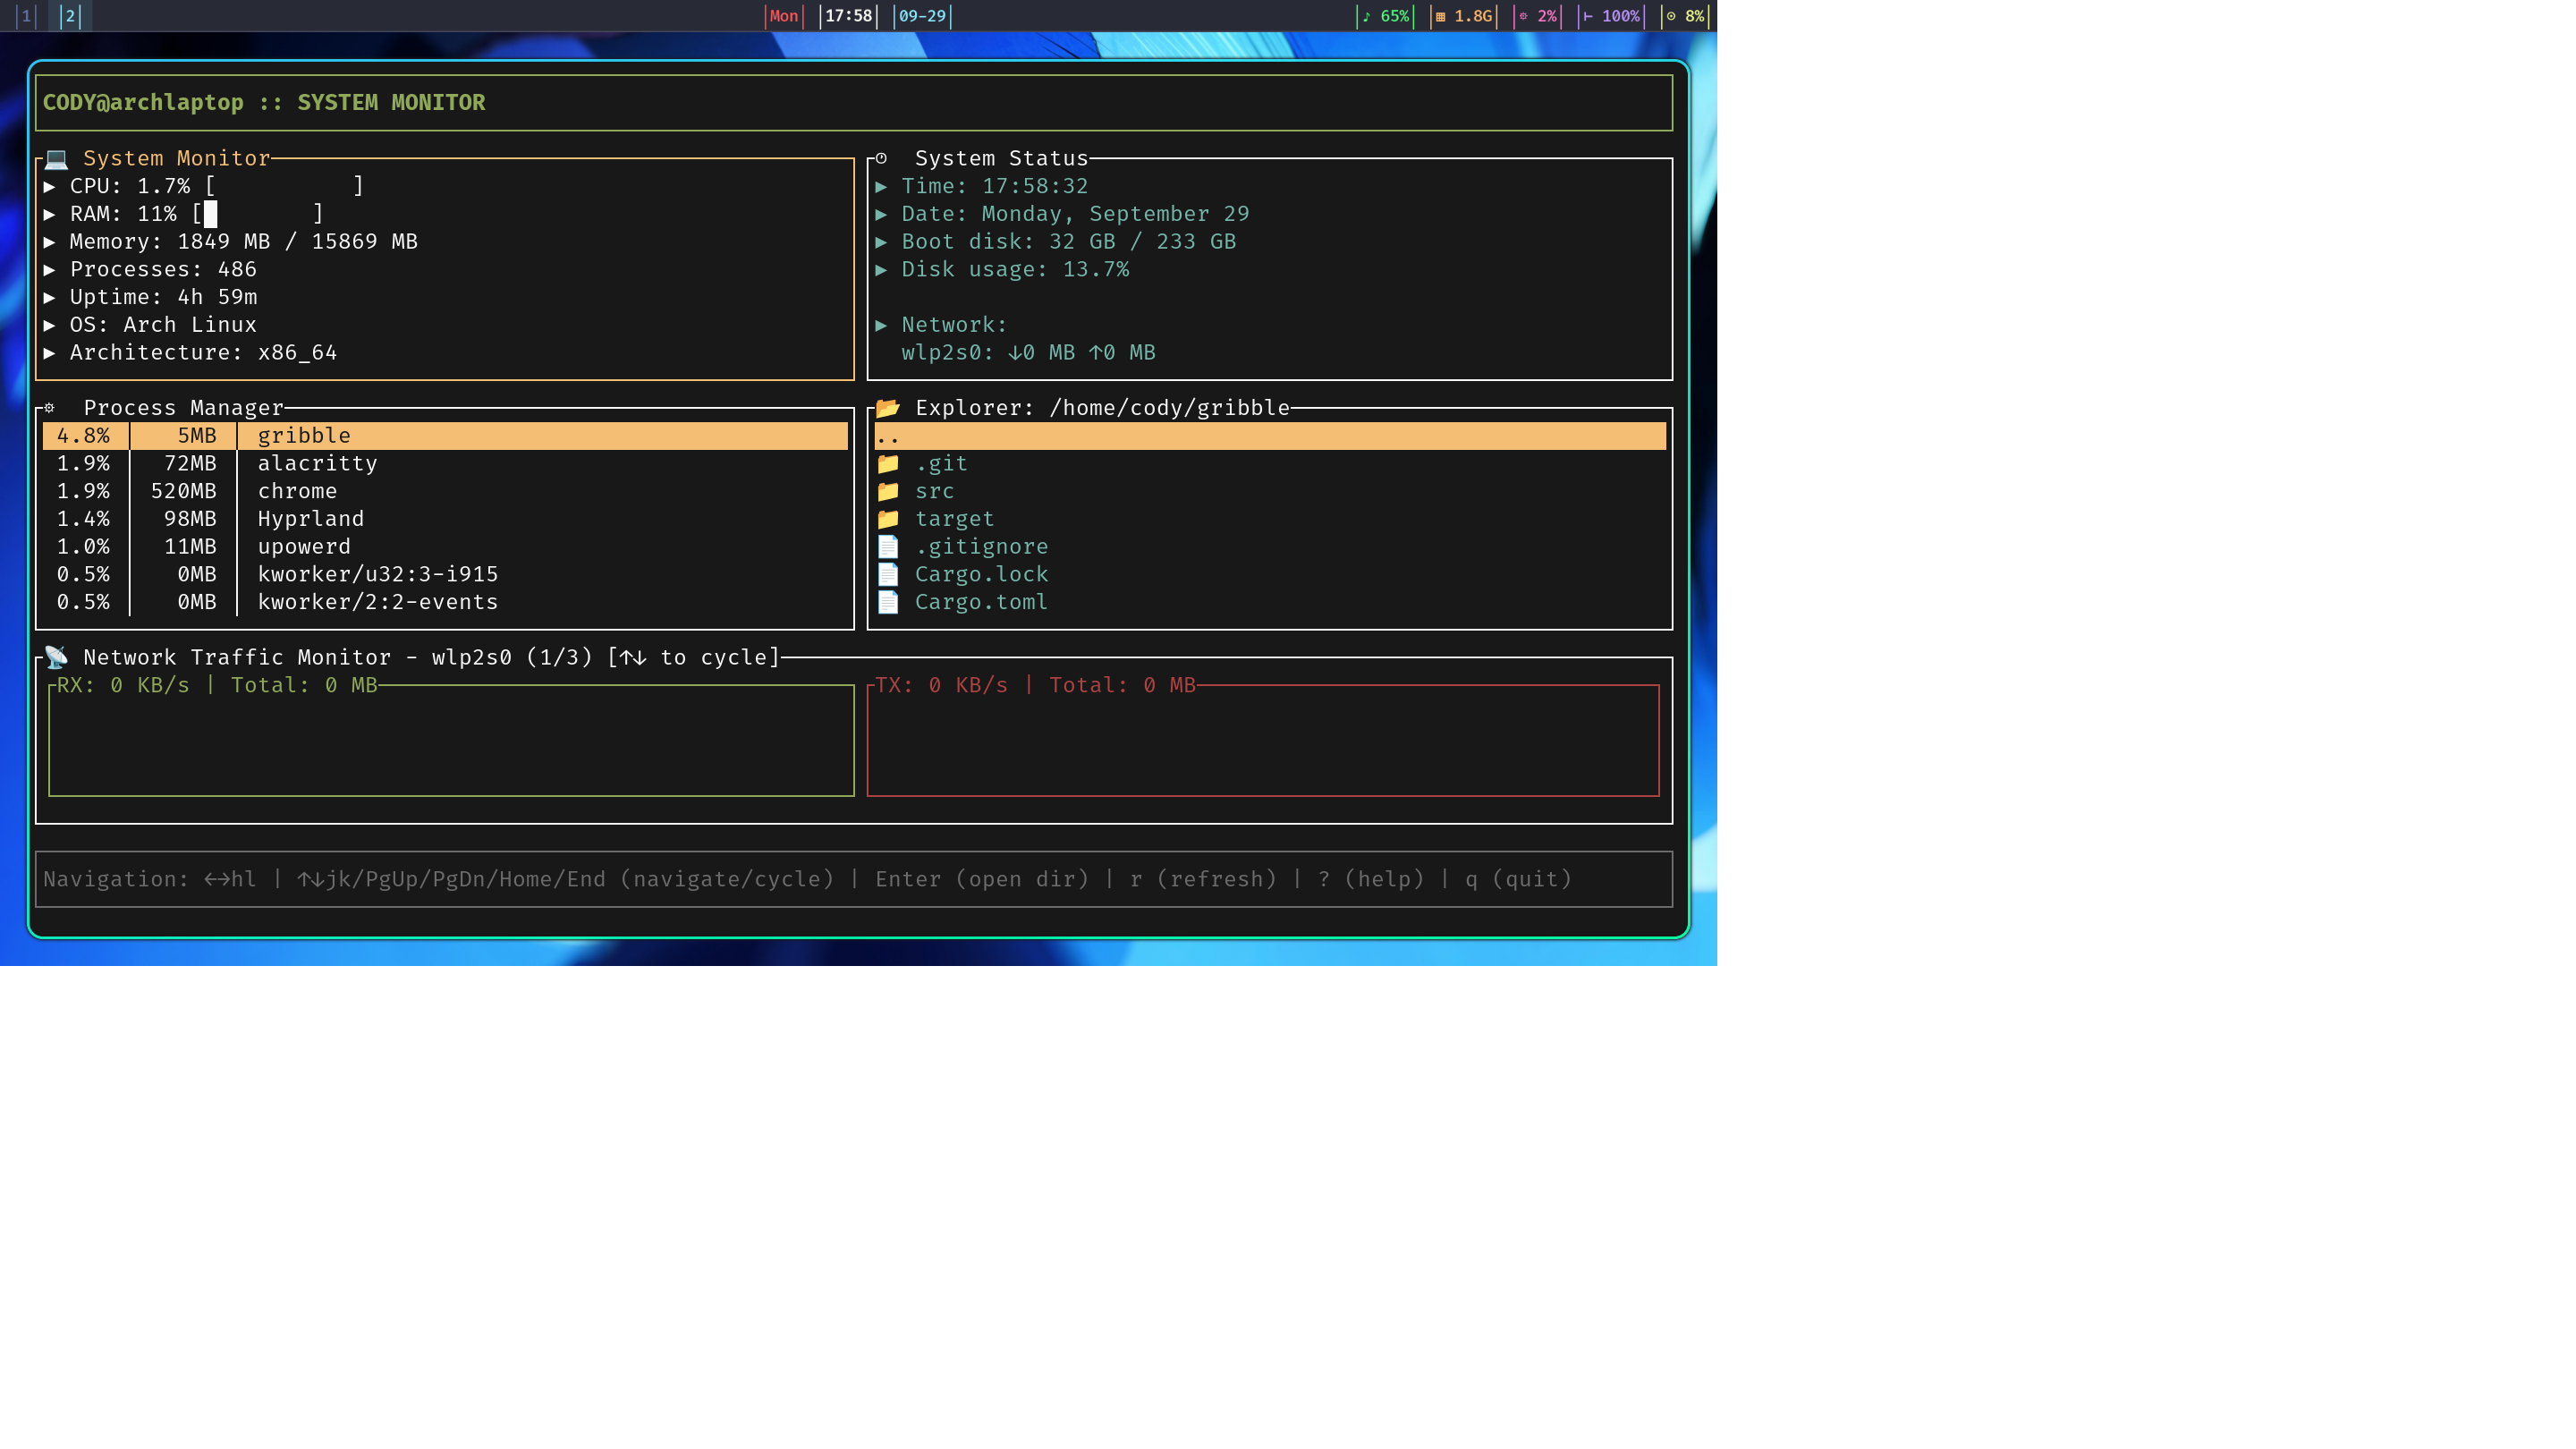 1 2 Mon 17:58 09-29 ♪ 65% ▦ 1.8G ⚙ 2% ⊢ 100% ⊙ 8%
CODY@archlaptop :: SYSTEM MONITOR
💻 System Monitor
▶ CPU: 1.7% [          ]
▶ RAM: 11% [█       ]
▶ Memory: 1849 MB / 15869 MB
▶ Processes: 486
▶ Uptime: 4h 59m
▶ OS: Arch Linux
▶ Architecture: x86_64
⏱ System Status
▶ Time: 17:58:32
▶ Date: Monday, September 29
▶ Boot disk: 32 GB / 233 GB
▶ Disk usage: 13.7%
▶ Network:
wlp2s0: ↓0 MB ↑0 MB
⚙ Process Manager
4.8% │ 5MB │ gribble
1.9% │ 72MB │ alacritty
1.9% │ 520MB │ chrome
1.4% │ 98MB │ Hyprland
1.0% │ 11MB │ upowerd
0.5% │ 0MB │ kworker/u32:3-i915
0.5% │ 0MB │ kworker/2:2-events
📂 Explorer: /home/cody/gribble
..
📁 .git
📁 src
📁 target
📄 .gitignore
📄 Cargo.lock
📄 Cargo.toml
📡 Network Traffic Monitor - wlp2s0 (1/3) [↑↓ to cycle]
RX: 0 KB/s | Total: 0 MB
TX: 0 KB/s | Total: 0 MB
Navigation: ←→hl | ↑↓jk/PgUp/PgDn/Home/End (navigate/cycle) | Enter (open dir) | r (refresh) | ? (help) | q (quit)